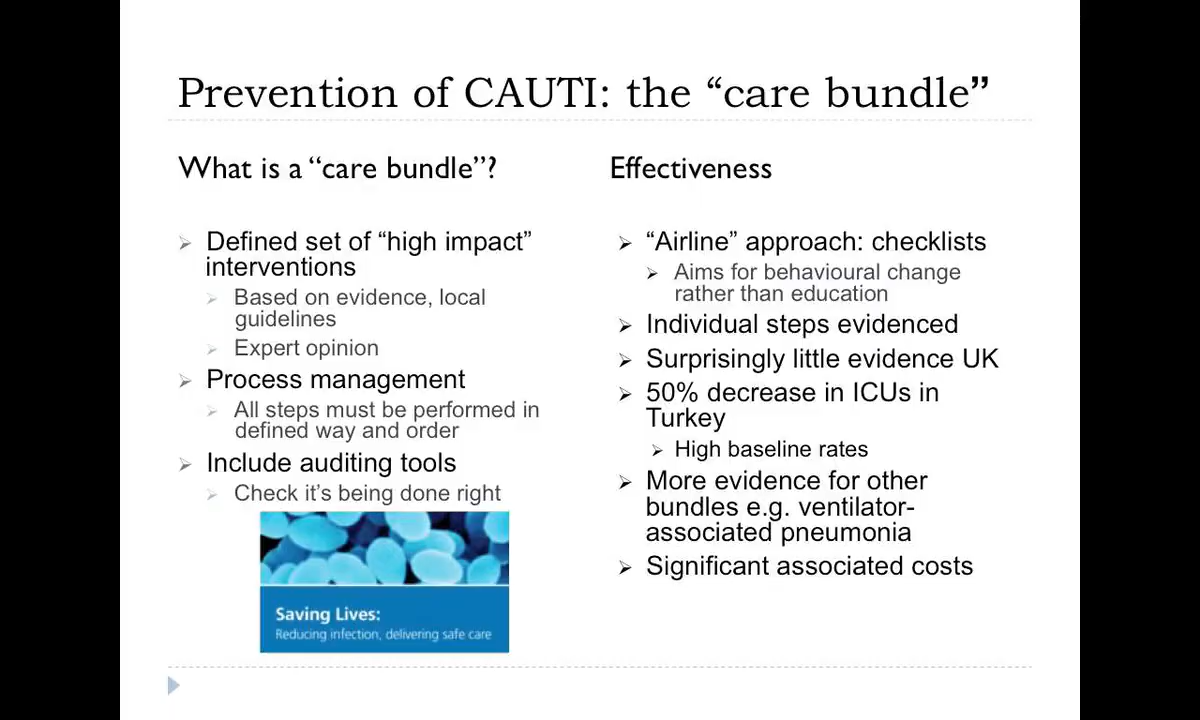 Prevention of CAUTI: the “care bundle”
What is a “care bundle”?
Defined set of “high impact”
interventions
Based on evidence, local
guidelines
Expert opinion
Process management
All steps must be performed in
defined way and order
Include auditing tools
Check it’s being done right
Saving Lives:
Reducing infection, delivering safe care
Effectiveness
“Airline” approach: checklists
Aims for behavioural change
rather than education
Individual steps evidenced
Surprisingly little evidence UK
50% decrease in ICUs in
Turkey
High baseline rates
More evidence for other
bundles e.g. ventilator-
associated pneumonia
Significant associated costs